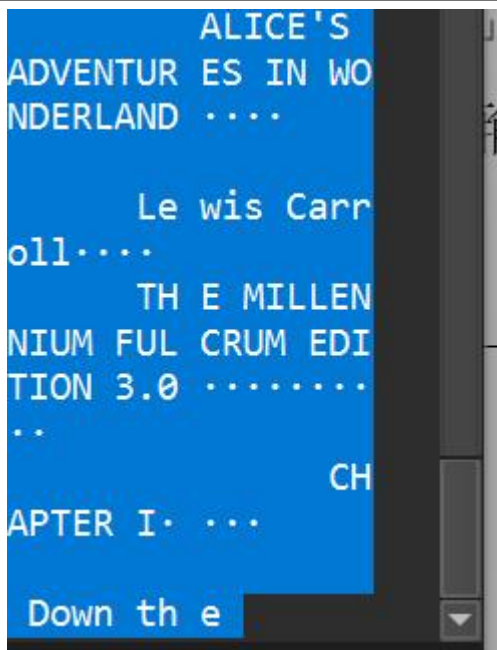 ALICE'S
ADVENTUR ES IN WO
NDERLAND ····
Le wis Carr
oll····
TH E MILLEN
NIUM FUL CRUM EDI
TION 3.0 ········
··
CH
APTER I· ···
Down th e